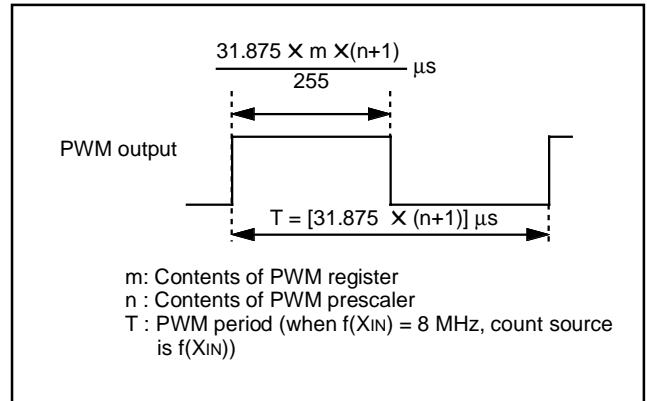 31.875 × m ×(n+1)
255
μs
PWM output
T = [31.875 × (n+1)] μs
m: Contents of PWM register
n : Contents of PWM prescaler
T : PWM period (when f(XIN) = 8 MHz, count source
is f(XIN))